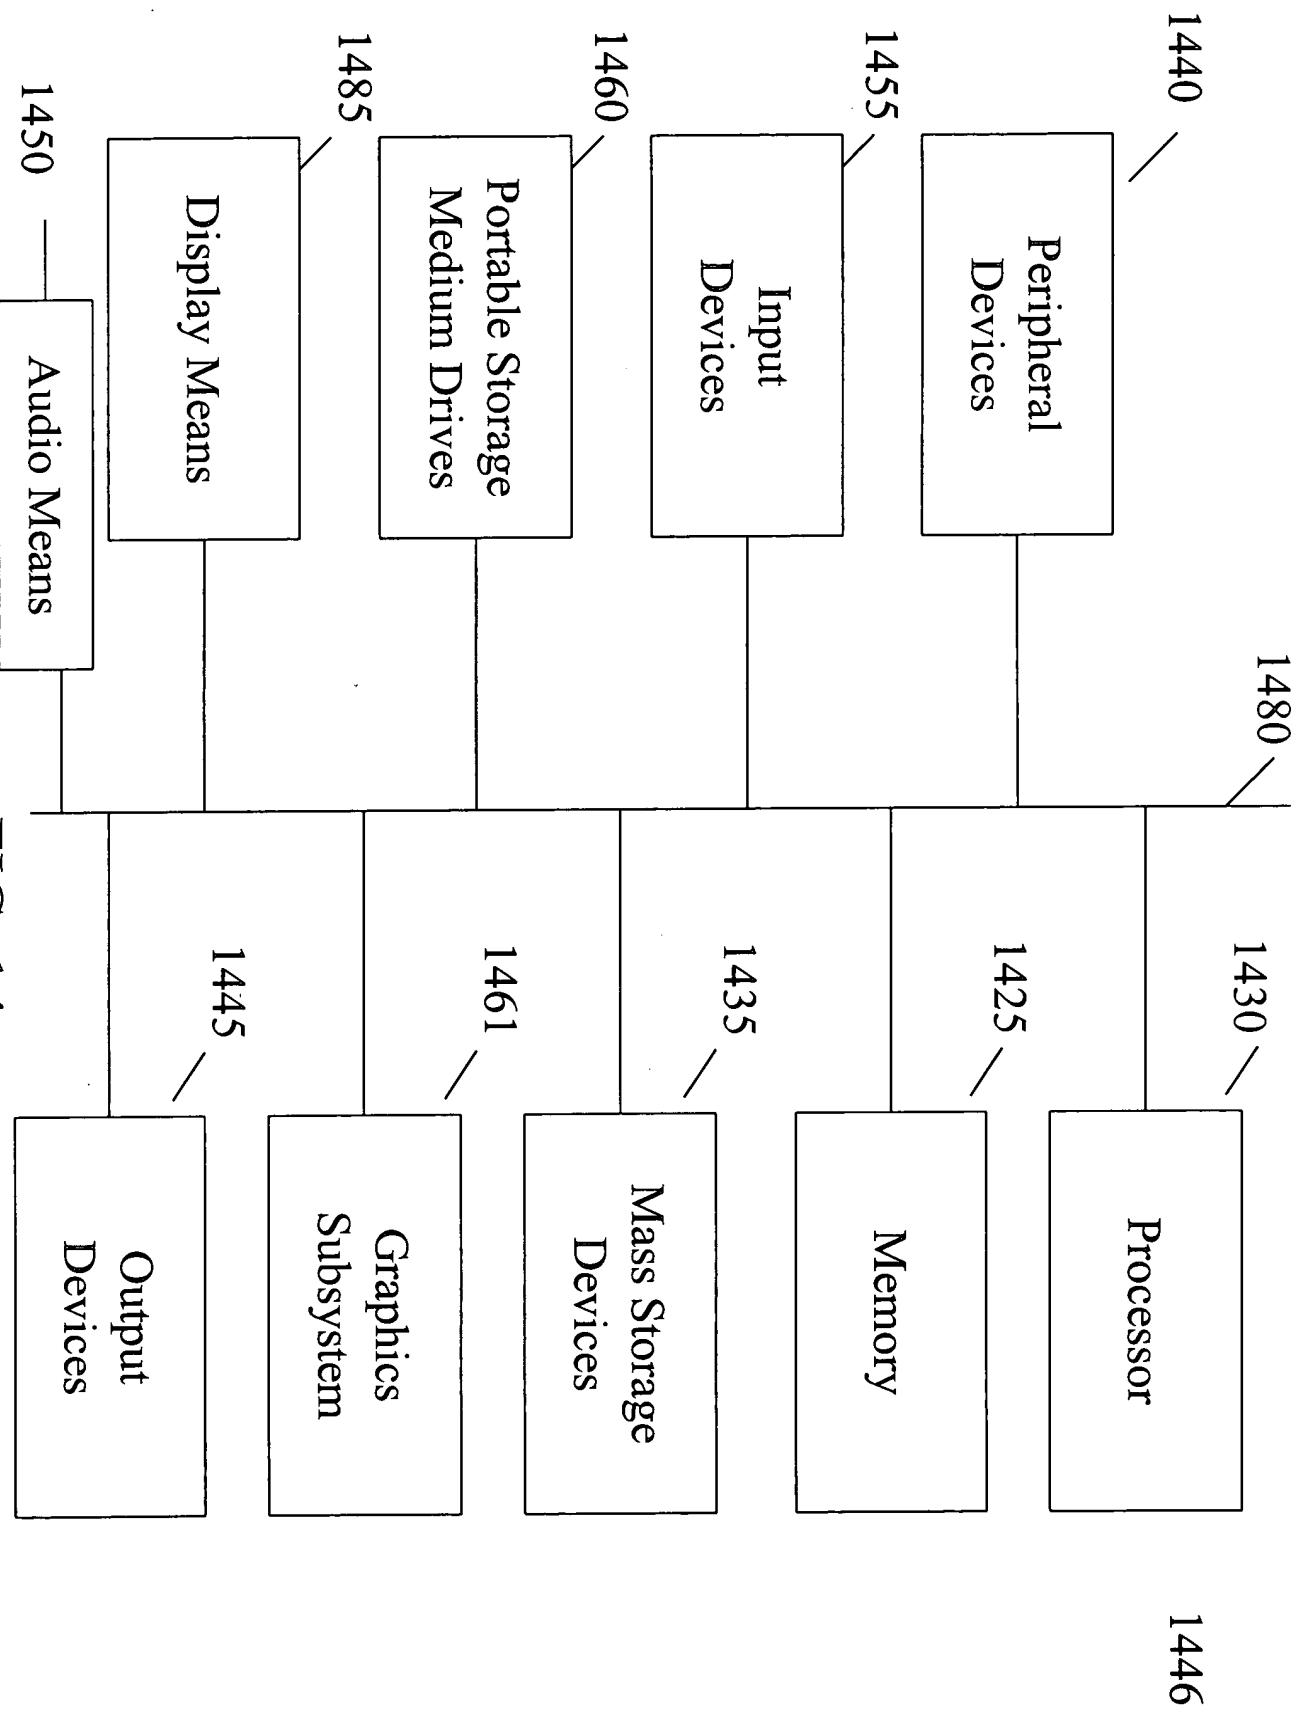 1480
1440
Peripheral
Devices
1430
Processor
1446
1455
Input
Devices
1425
Memory
1460
Portable Storage
Medium Drives
1435
Mass Storage
Devices
1485
Display Means
1461
Graphics
Subsystem
1450
Audio Means
1445
Output
Devices